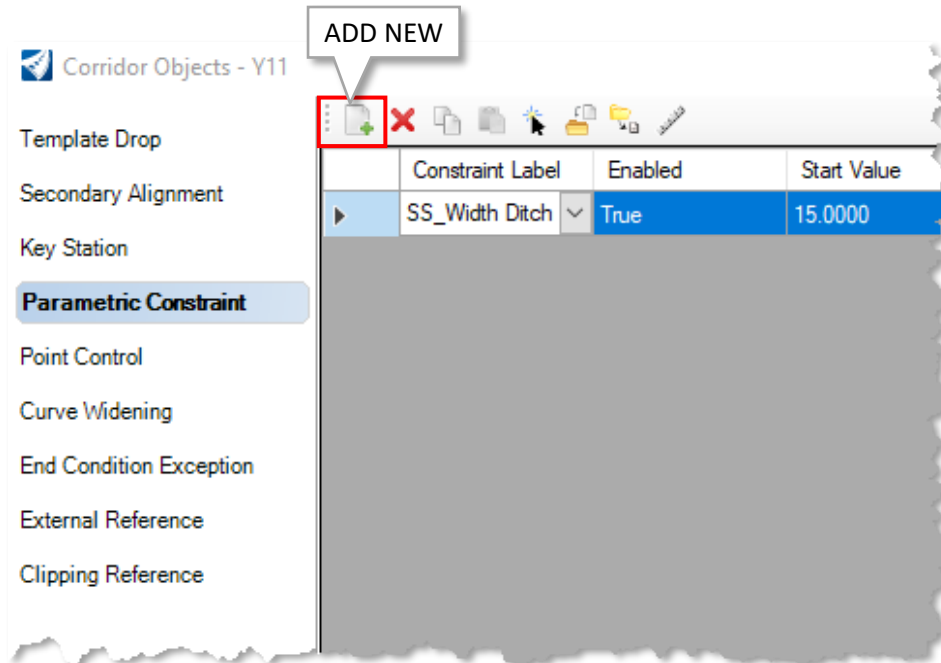 ADD NEW
Corridor Objects - Y11
Template Drop
Secondary Alignment
Key Station
Parametric Constraint
Point Control
Curve Widening
End Condition Exception
External Reference
Clipping Reference
Constraint Label Enabled Start Value
SS_Width Ditch True 15.0000